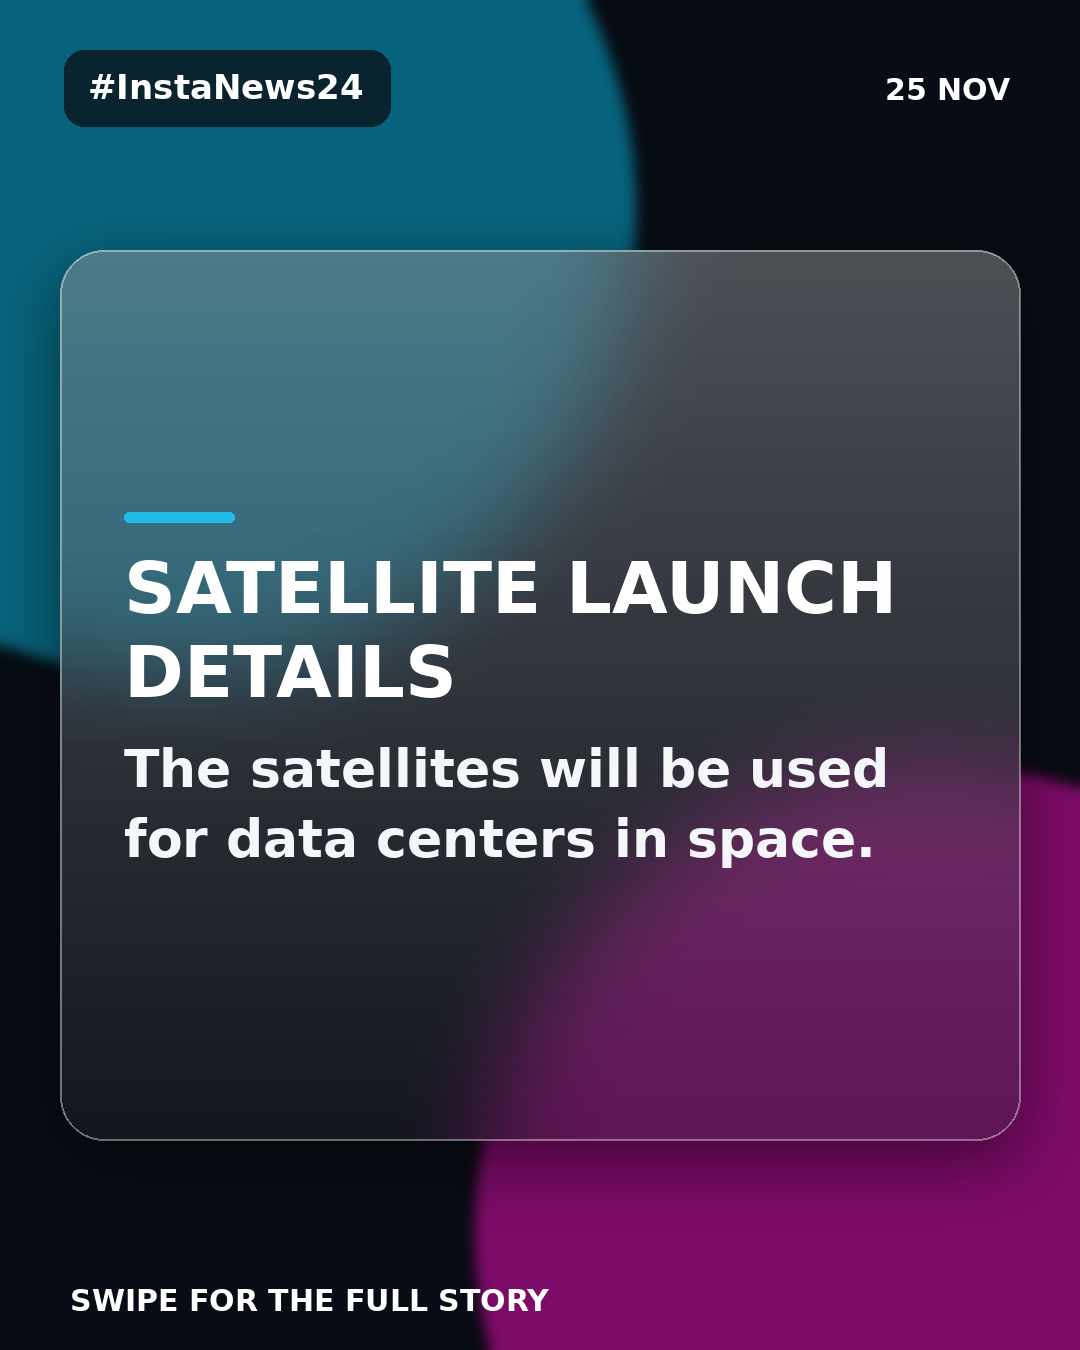 #InstaNews24
25 NOV
SATELLITE LAUNCH
DETAILS
The satellites will be used
for data centers in space.
SWIPE FOR THE FULL STORY